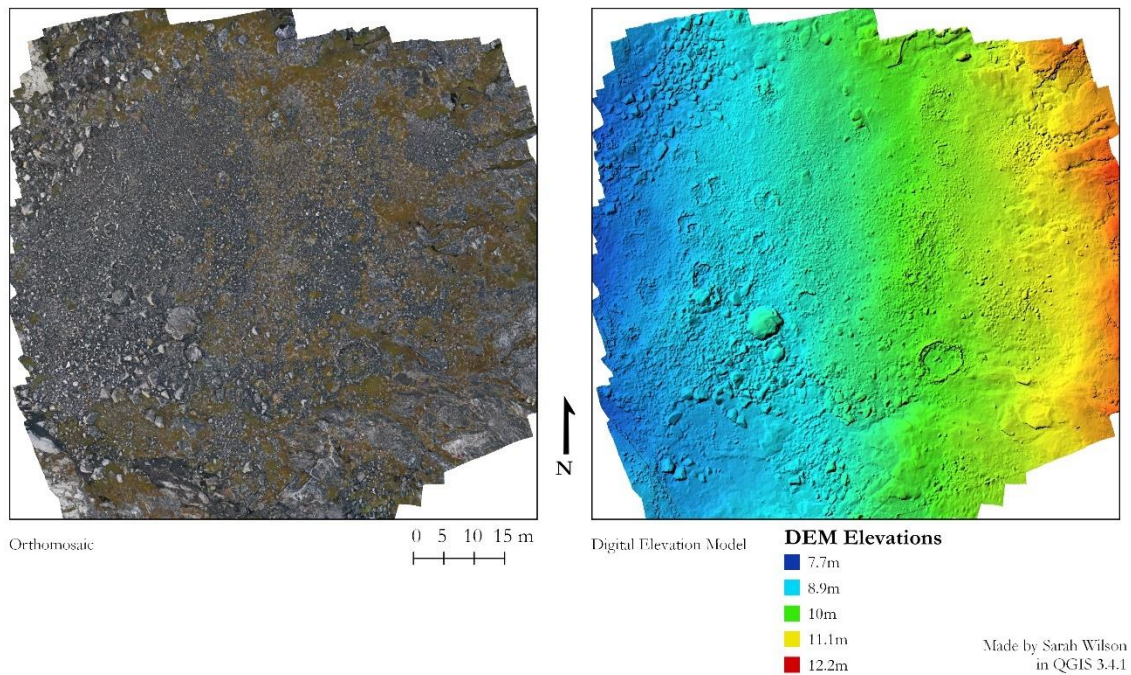 N
Orthomosaic
0 5 10 15 m
Digital Elevation Model
DEM Elevations
7.7m
8.9m
10m
11.1m
12.2m
Made by Sarah Wilson
in QGIS 3.4.1